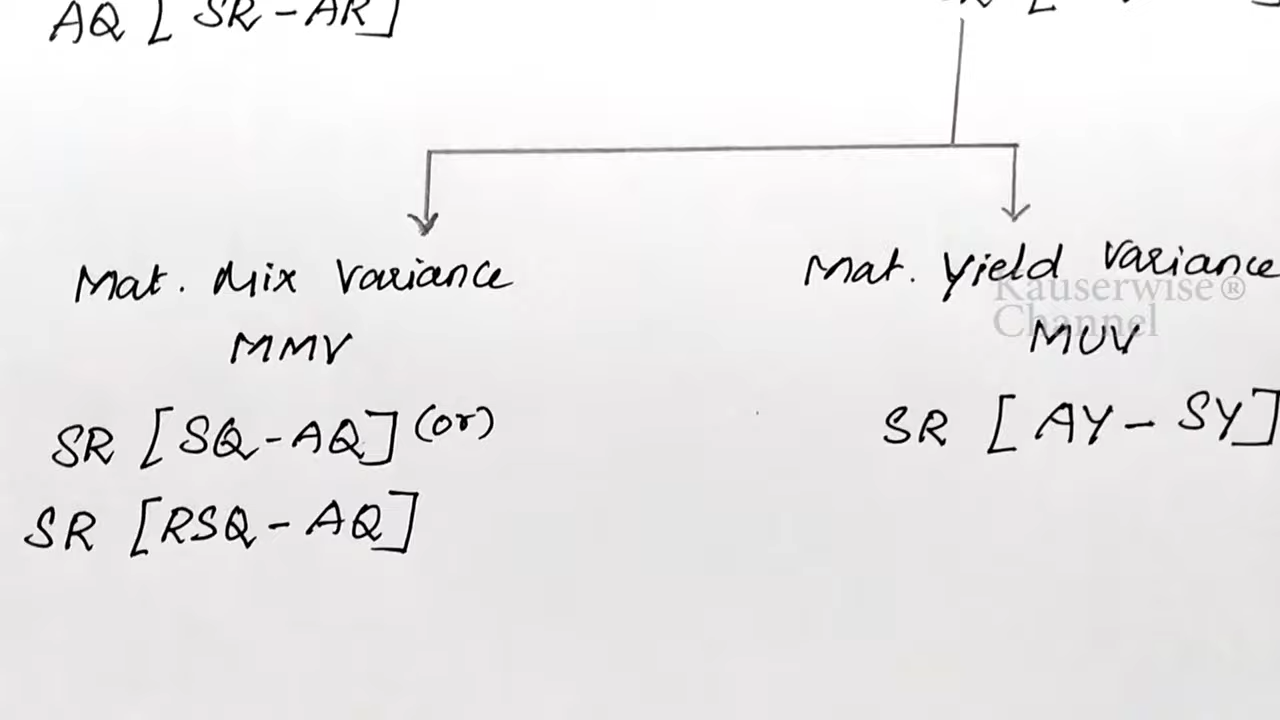 AQ [ SR - AR ]
Mat. Mix Variance
MMV
SR [SQ - AQ] (or)
SR [RSQ - AQ]
Mat. Yield Variance
Kauserwise®
Channel
MUV
SR [ AY - SY ]